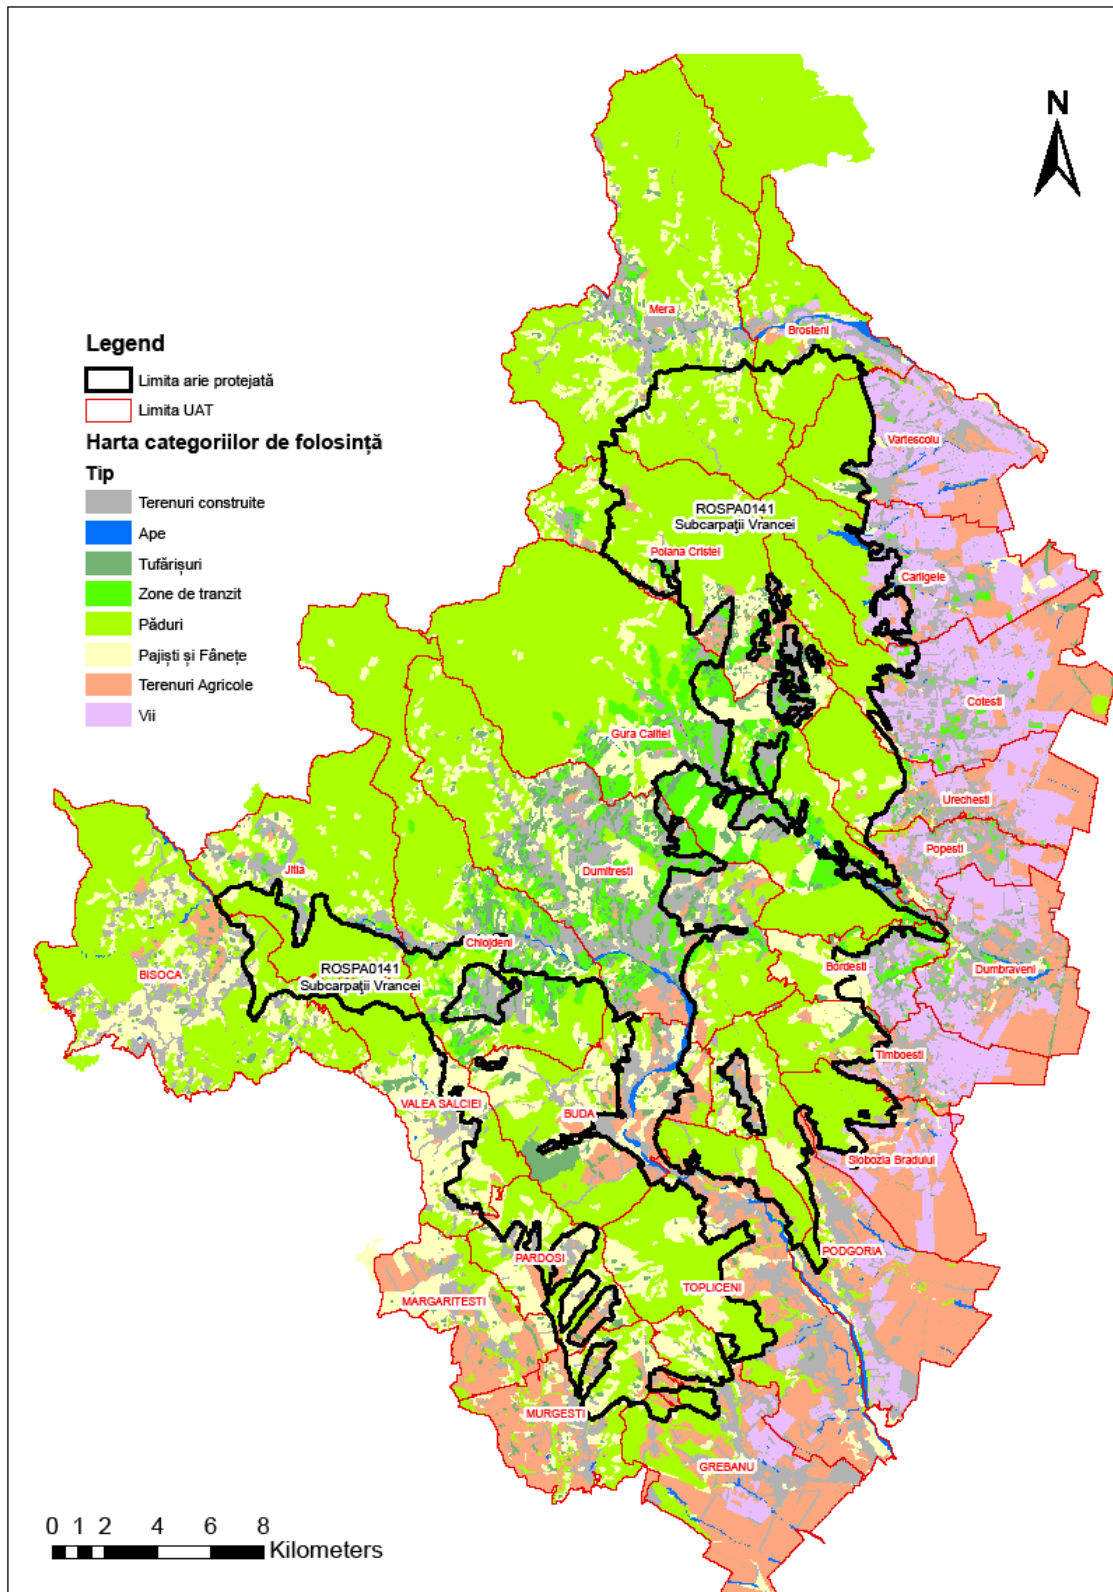 N
Mera
Brosteni
Legend
Limita arie protejată
Limita UAT
Harta categoriilor de folosință
Tip
Terenuri construite
Ape
Tufărișuri
Zone de tranzit
Păduri
Pajiști și Fânețe
Terenuri Agricole
Vii
Vartescoiu
ROSPA0141
Subcarpaţii Vrancei
Poiana Cristei
Carligele
Cotesti
Gura Calitei
Urechesti
Popesti
Jitia
Dumitresti
Chiojdeni
BISOCA
ROSPA0141
Subcarpaţii Vrancei
Bordesti
Dumbraveni
Timboesti
VALEA SALCIEI
BUDA
Slobozia Bradului
PARDOSI
PODGORIA
MARGARITESTI
TOPLICENI
MURGESTI
GREBANU
0 1 2 4 6 8
Kilometers